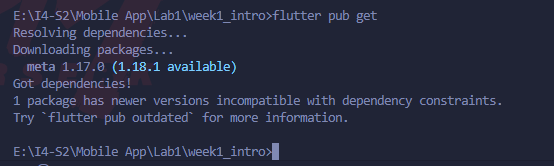 E:\I4-S2\Mobile App\Lab1\week1_intro>flutter pub get
Resolving dependencies...
Downloading packages...
  meta 1.17.0 (1.18.1 available)
Got dependencies!
1 package has newer versions incompatible with dependency constraints.
Try `flutter pub outdated` for more information.

E:\I4-S2\Mobile App\Lab1\week1_intro>